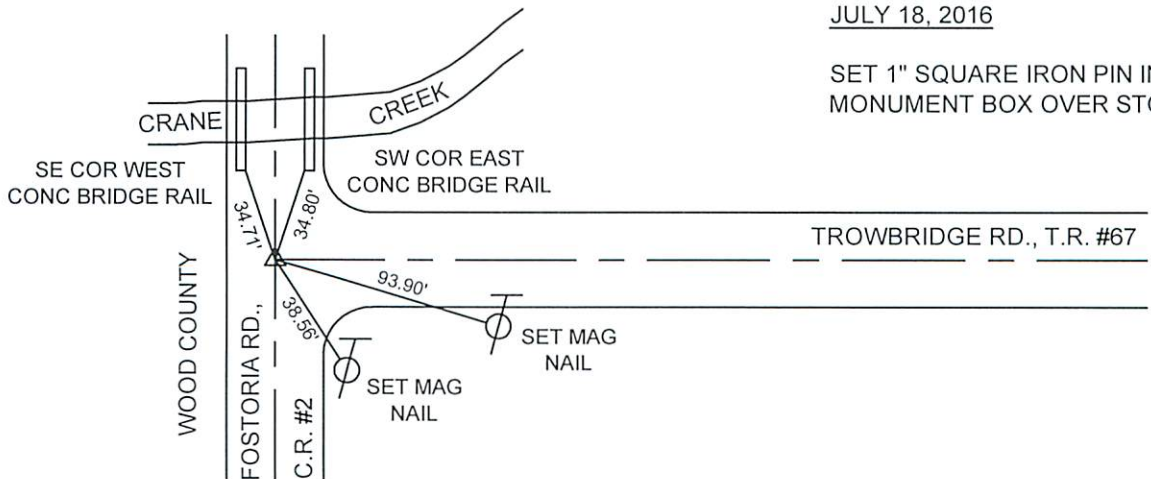 JULY 18, 2016
SET 1" SQUARE IRON PIN
MONUMENT BOX OVER
CRANE
CREEK
SE COR WEST
CONC BRIDGE RAIL
SW COR EAST
CONC BRIDGE RAIL
34.71'
34.80'
TROWBRIDGE RD., T.R. #67
93.90'
38.56'
SET MAG
NAIL
SET MAG
NAIL
WOOD COUNTY
FOSTORIA RD.,
C.R. #2